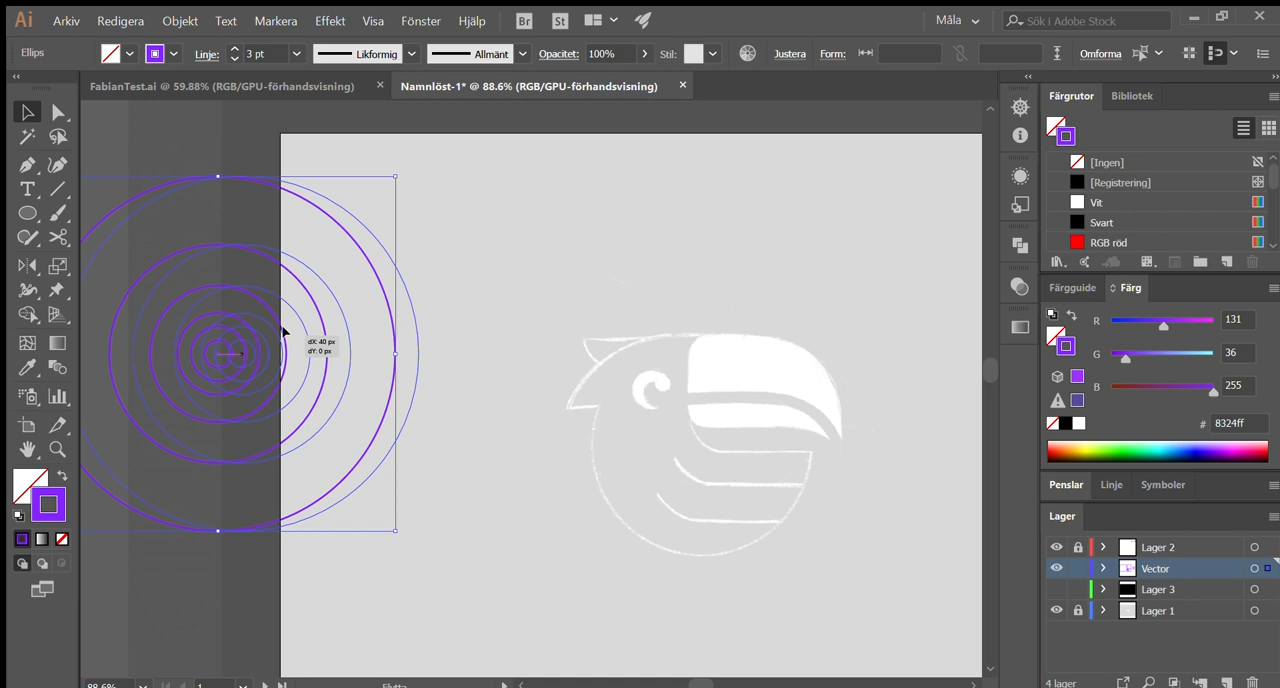 Ai Arkiv Redigera Objekt Text Markera Effekt Visa Fönster Hjälp Br St Måla Sök i Adobe Stock
Ellips Linje: 3 pt Likformig Allmänt Opacitet: 100% Stil: Justera Form: Omforma
FabianTest.ai @ 59.88% (RGB/GPU-förhandsvisning) Namnlöst-1* @ 88.6% (RGB/GPU-förhandsvisning)
Färgrutor Bibliotek
[Ingen]
[Registrering]
Vit
Svart
RGB röd
Färgguide Färg
R 131
G 36
B 255
# 8324ff
dX: 40 px
dY: 0 px
Penslar Linje Symboler
Lager
Lager 2
Vector
Lager 3
Lager 1
88.6% 1 Flytta 4 lager